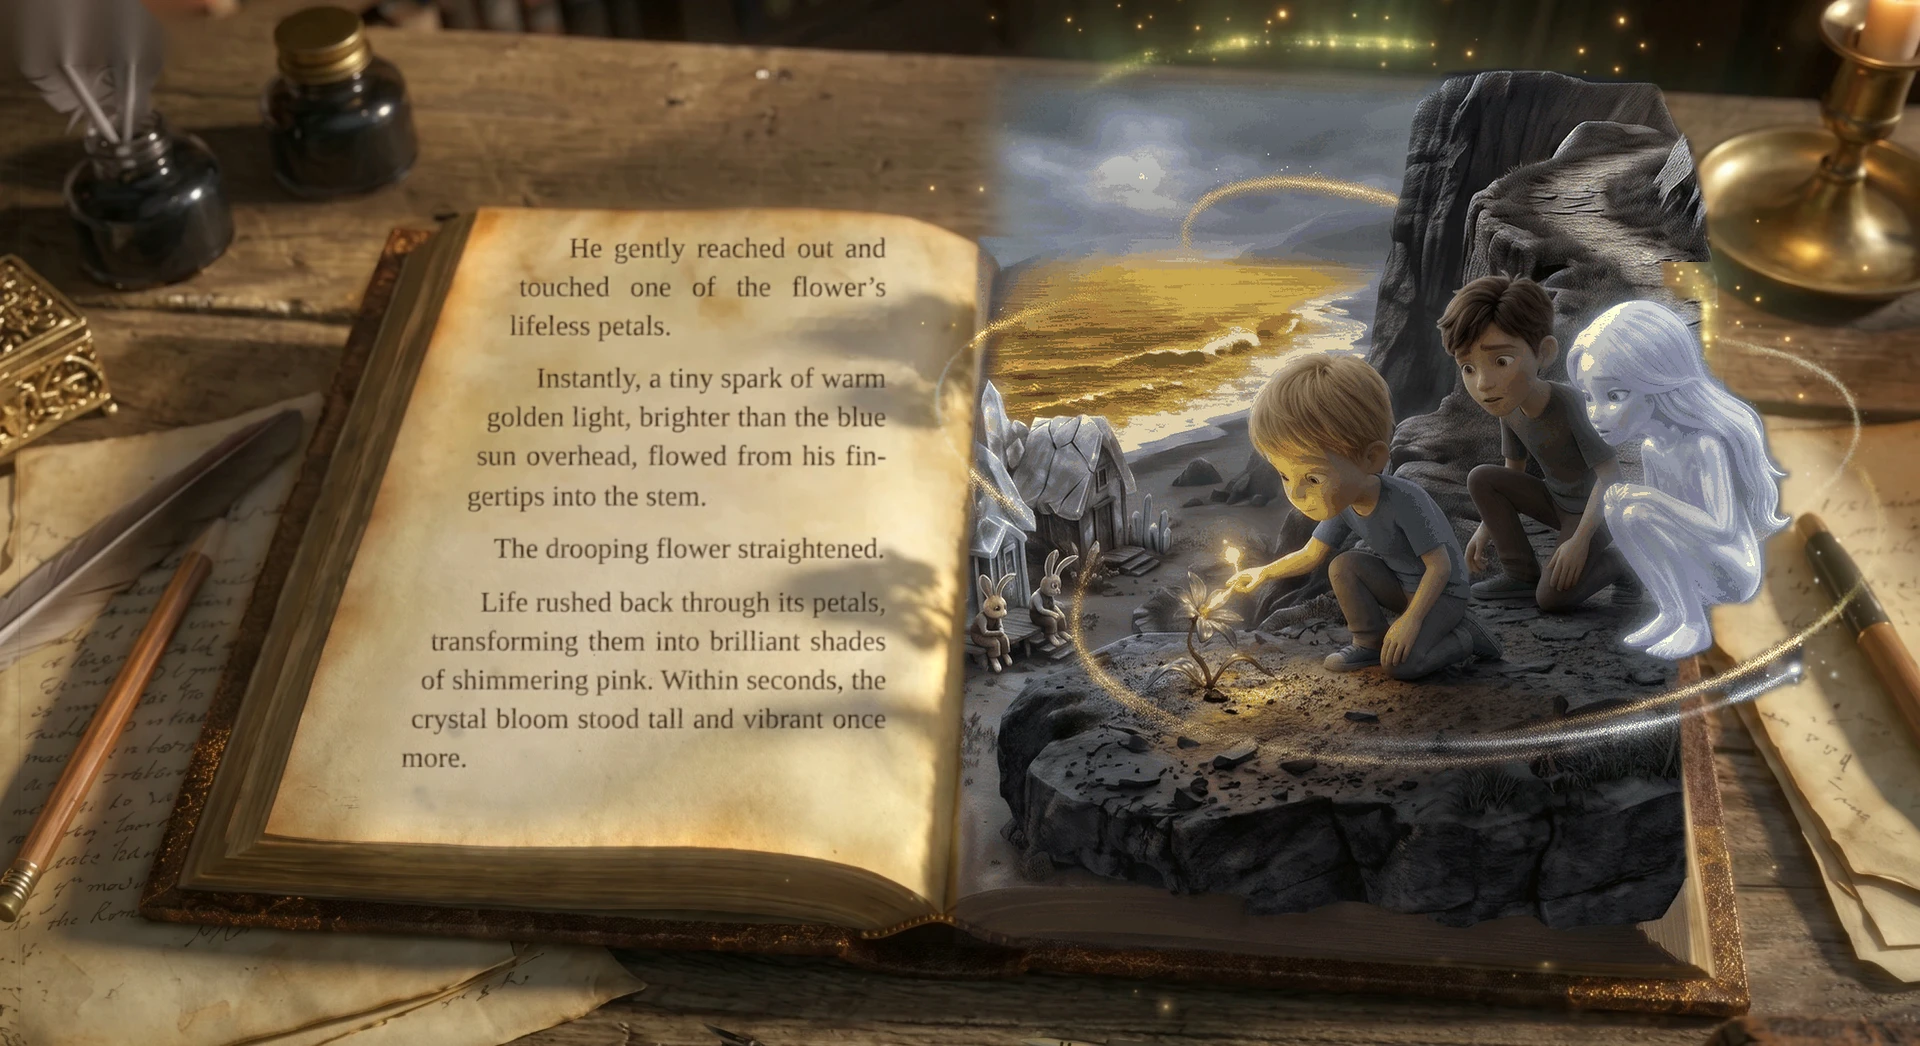 He gently reached out and
touched one of the flower’s
lifeless petals.
Instantly, a tiny spark of warm
golden light, brighter than the blue
sun overhead, flowed from his fin-
gertips into the stem.
The drooping flower straightened.
Life rushed back through its petals,
transforming them into brilliant shades
of shimmering pink. Within seconds, the
crystal bloom stood tall and vibrant once
more.